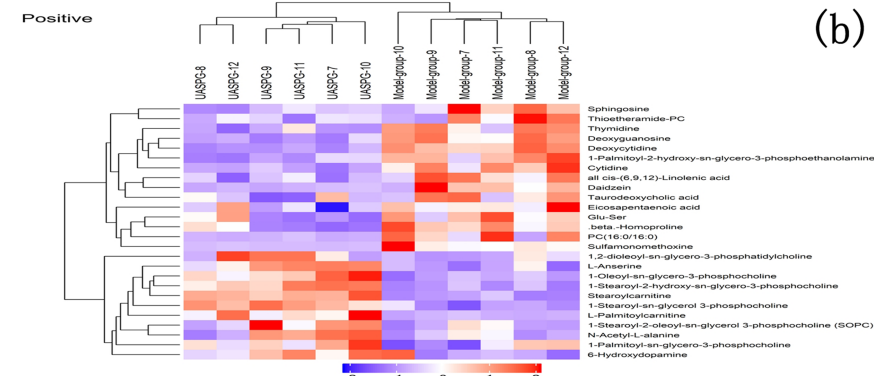 Positive
(b)
UASPG-8
UASPG-12
UASPG-9
UASPG-11
UASPG-7
UASPG-10
Model-group-10
Model-group-9
Model-group-7
Model-group-11
Model-group-8
Model-group-12
Sphingosine
Thioetheramide-PC
Thymidine
Deoxyguanosine
Deoxycytidine
1-Palmitoyl-2-hydroxy-sn-glycero-3-phosphoethanolamine
Cytidine
all cis-(6,9,12)-Linolenic acid
Daidzein
Taurodeoxycholic acid
Eicosapentaenoic acid
Glu-Ser
.beta.-Homoproline
PC(16:0/16:0)
Sulfamonomethoxine
1,2-dioleoyl-sn-glycero-3-phosphatidylcholine
L-Anserine
1-Oleoyl-sn-glycero-3-phosphocholine
1-Stearoyl-2-hydroxy-sn-glycero-3-phosphocholine
Stearoylcarnitine
1-Stearoyl-sn-glycerol 3-phosphocholine
L-Palmitoylcarnitine
1-Stearoyl-2-oleoyl-sn-glycerol 3-phosphocholine (SOPC)
N-Acetyl-L-alanine
1-Palmitoyl-sn-glycero-3-phosphocholine
6-Hydroxydopamine